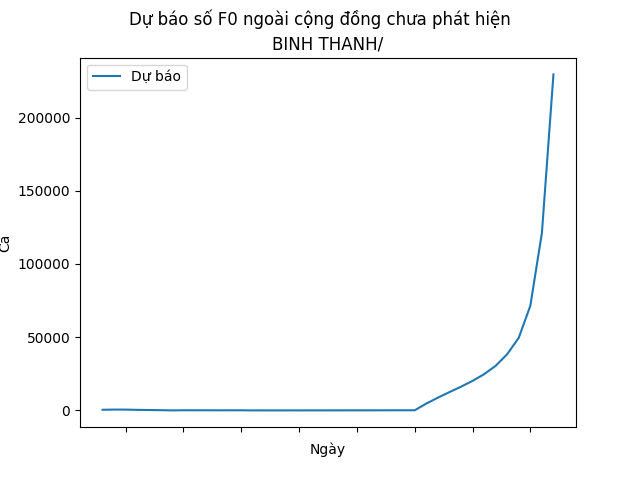 Dự báo số F0 ngoài cộng đồng chưa phát hiện
BINH THANH/
Dự báo
200000
150000
100000
50000
0
Ca
Ngày